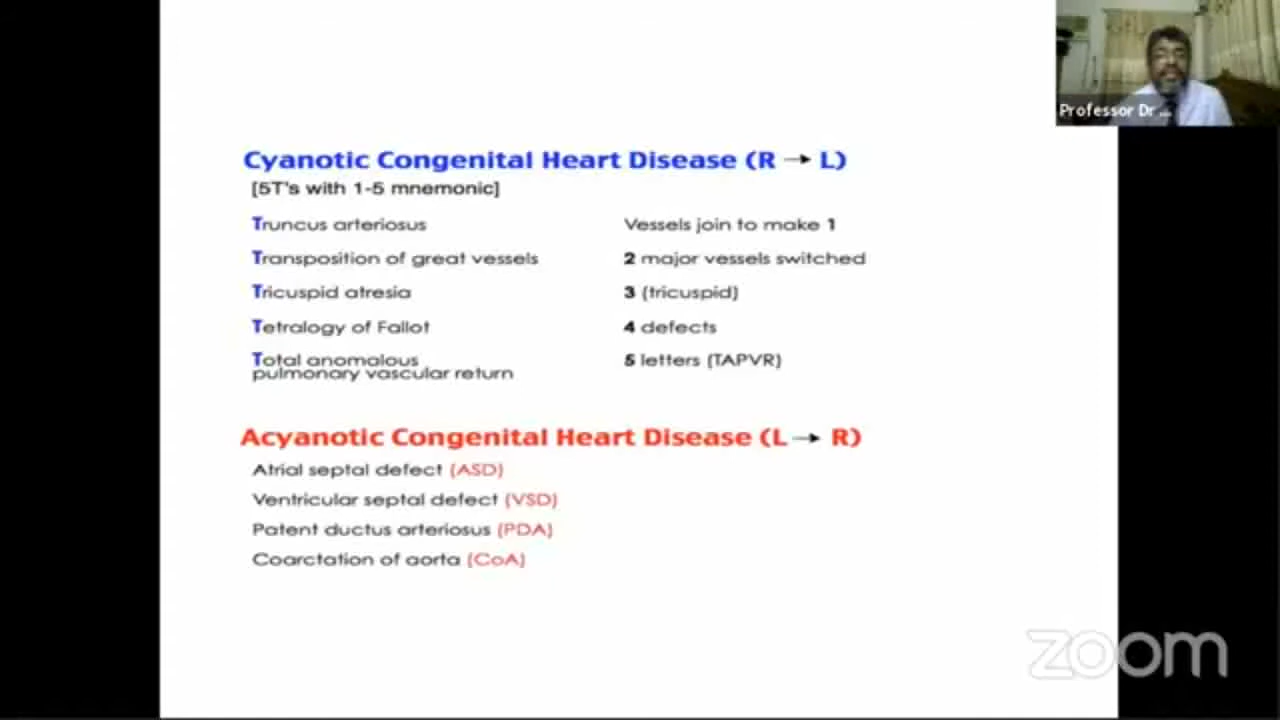 Professor Dr ...
Cyanotic Congenital Heart Disease (R → L)
[5T's with 1-5 mnemonic]
Truncus arteriosus Vessels join to make 1
Transposition of great vessels 2 major vessels switched
Tricuspid atresia 3 (tricuspid)
Tetralogy of Fallot 4 defects
Total anomalous 5 letters (TAPVR)
pulmonary vascular return
Acyanotic Congenital Heart Disease (L → R)
Atrial septal defect (ASD)
Ventricular septal defect (VSD)
Patent ductus arteriosus (PDA)
Coarctation of aorta (CoA)
zoom